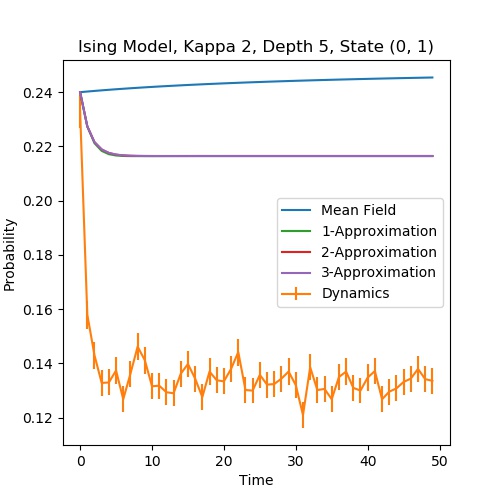 Ising Model, Kappa 2, Depth 5, State (0, 1)
Probability
0.24
0.22
0.20
0.18
0.16
0.14
0.12
Mean Field
1-Approximation
2-Approximation
3-Approximation
Dynamics
0 10 20 30 40 50
Time